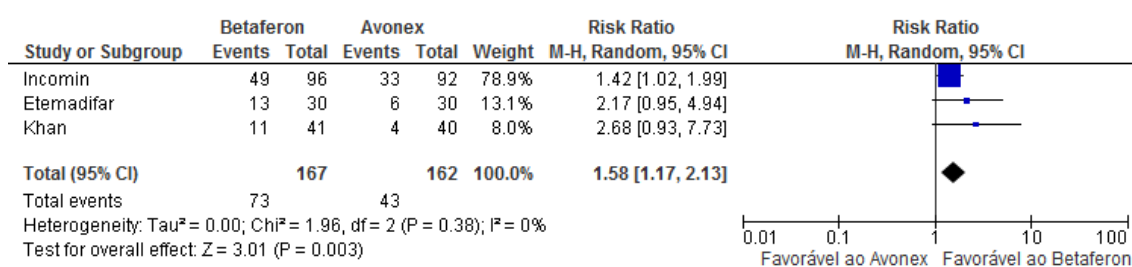 Betaferon Avonex Risk Ratio Risk Ratio
Study or Subgroup Events Total Events Total Weight M-H, Random, 95% CI M-H, Random, 95% CI
Incomin 49 96 33 92 78.9% 1.42 [1.02, 1.99]
Etemadifar 13 30 6 30 13.1% 2.17 [0.95, 4.94]
Khan 11 41 4 40 8.0% 2.68 [0.93, 7.73]
Total (95% CI) 167 162 100.0% 1.58 [1.17, 2.13]
Total events 73 43
Heterogeneity: Tau² = 0.00; Chi² = 1.96, df = 2 (P = 0.38); I² = 0%
Test for overall effect: Z = 3.01 (P = 0.003)
0.01 0.1 1 10 100
Favorável ao Avonex Favorável ao Betaferon